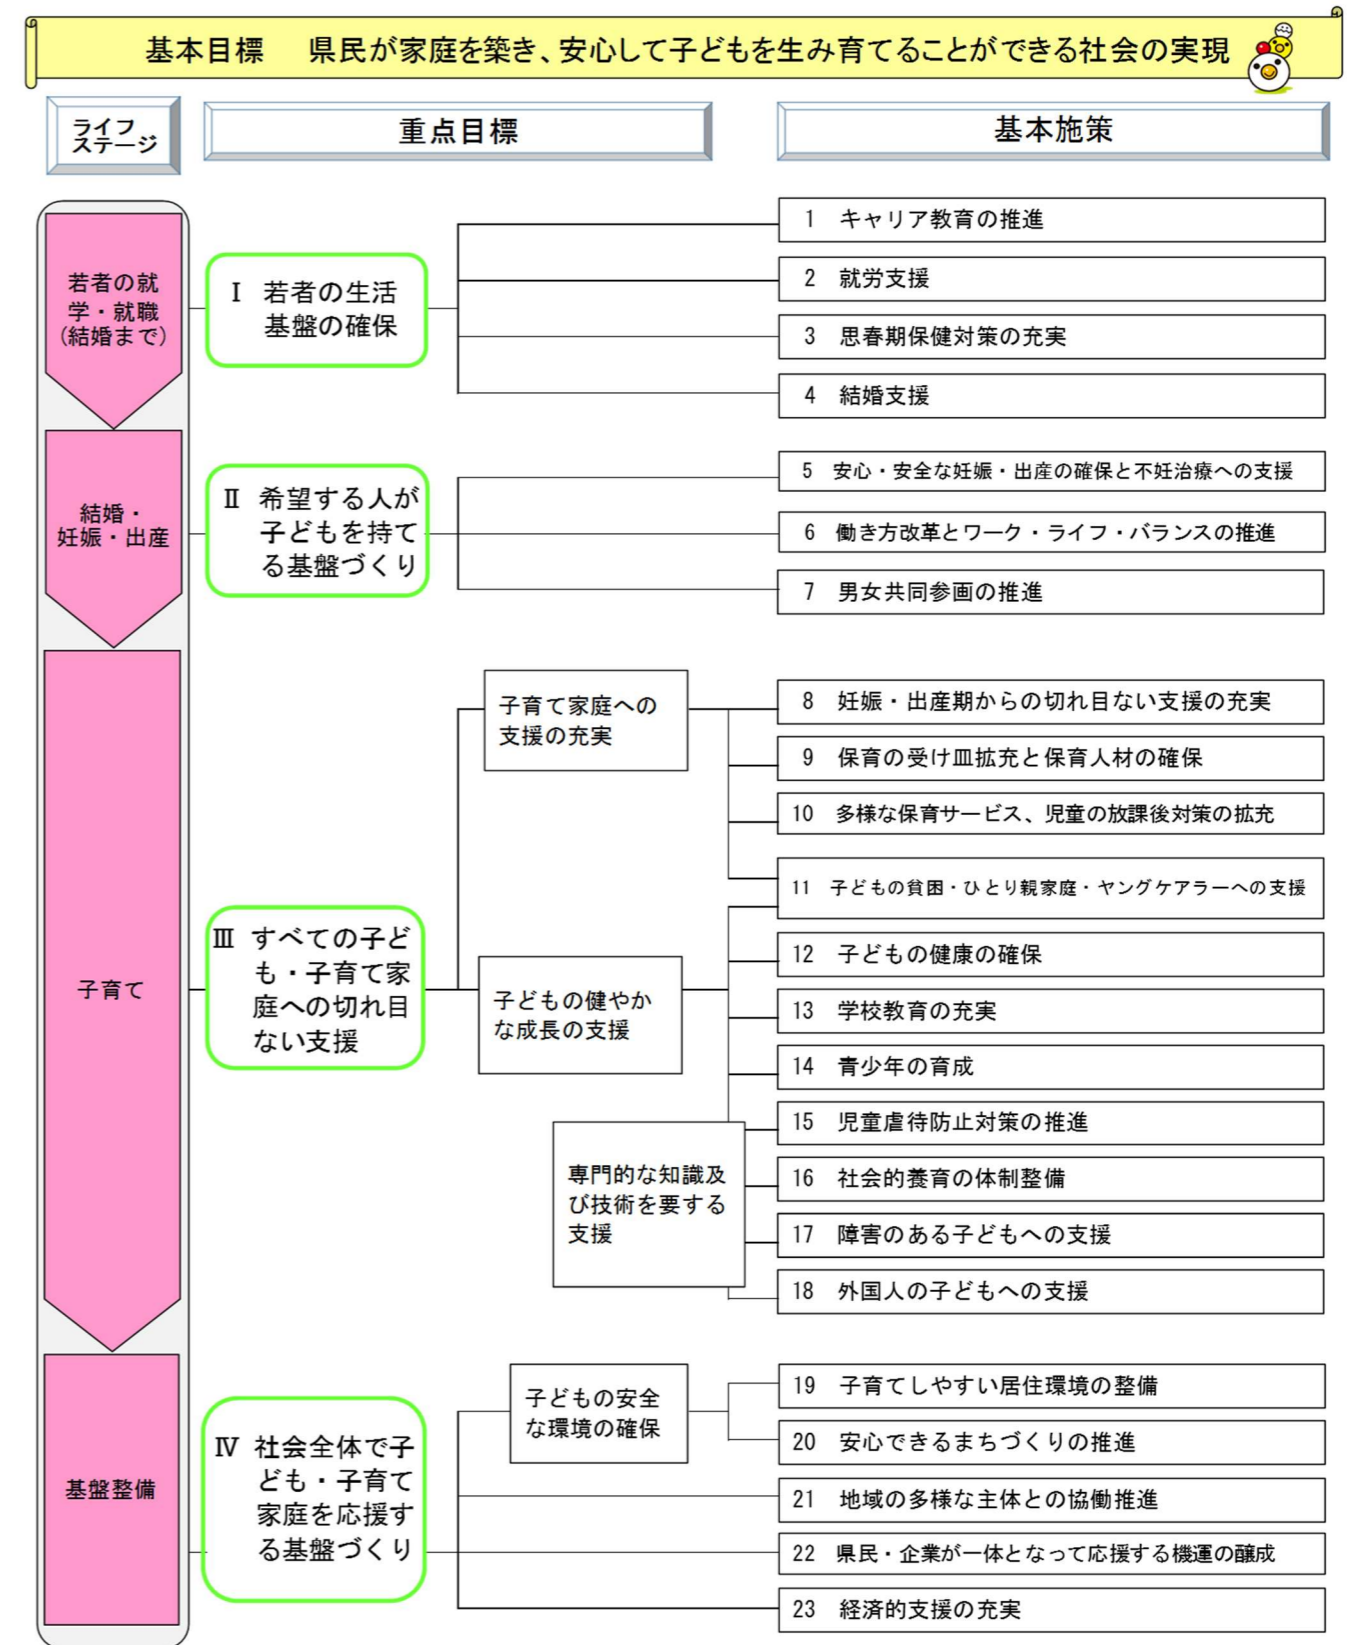 基本目標　県民が家庭を築き、安心して子どもを生み育てることができる社会の実現
ライフ
ステージ
重点目標
基本施策
若者の就
学・就職
(結婚まで)
Ⅰ 若者の生活
基盤の確保
1 キャリア教育の推進
2 就労支援
3 思春期保健対策の充実
4 結婚支援
結婚・
妊娠・出産
Ⅱ 希望する人が
子どもを持て
る基盤づくり
5 安心・安全な妊娠・出産の確保と不妊治療への支援
6 働き方改革とワーク・ライフ・バランスの推進
7 男女共同参画の推進
子育て
Ⅲ すべての子ど
も・子育て家
庭への切れ目
ない支援
子育て家庭への
支援の充実
8 妊娠・出産期からの切れ目ない支援の充実
9 保育の受け皿拡充と保育人材の確保
10 多様な保育サービス、児童の放課後対策の拡充
11 子どもの貧困・ひとり親家庭・ヤングケアラーへの支援
子どもの健やか
な成長の支援
12 子どもの健康の確保
13 学校教育の充実
14 青少年の育成
専門的な知識及
び技術を要する
支援
15 児童虐待防止対策の推進
16 社会的養育の体制整備
17 障害のある子どもへの支援
18 外国人の子どもへの支援
基盤整備
Ⅳ 社会全体で子
ども・子育て
家庭を応援す
る基盤づくり
子どもの安全
な環境の確保
19 子育てしやすい居住環境の整備
20 安心できるまちづくりの推進
21 地域の多様な主体との協働推進
22 県民・企業が一体となって応援する機運の醸成
23 経済的支援の充実